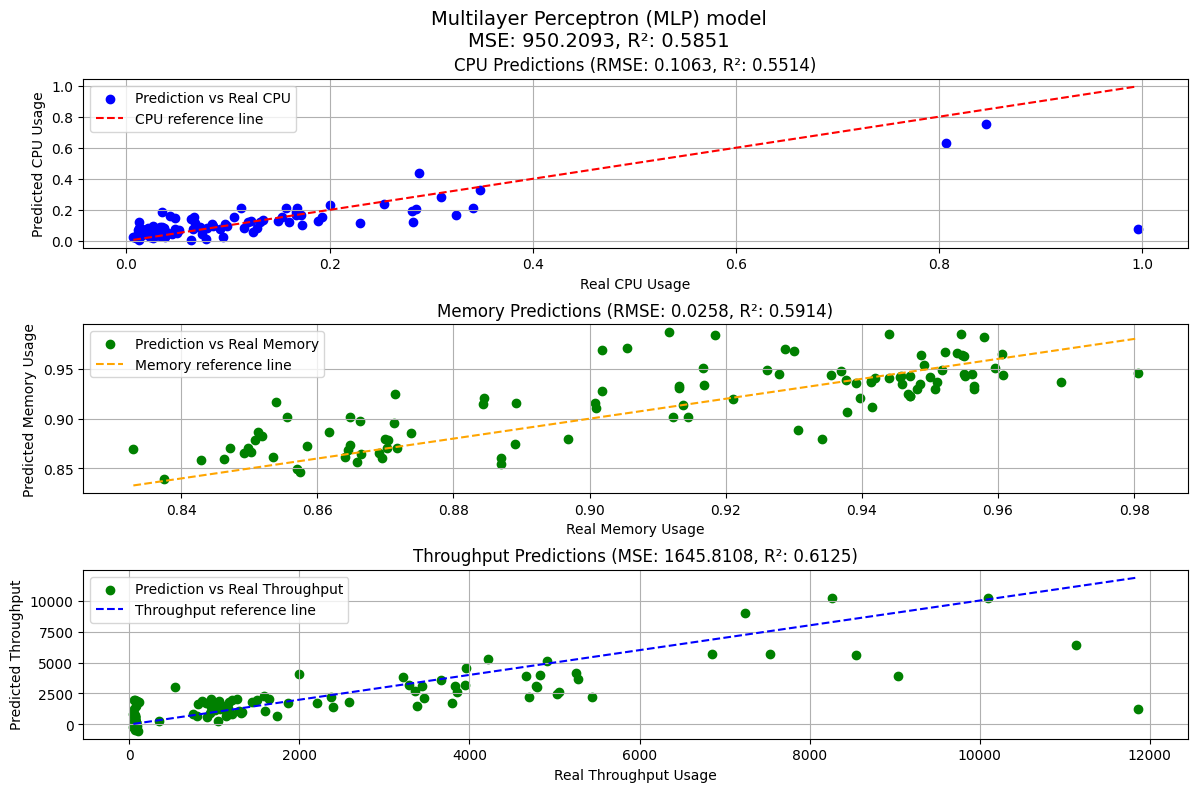 Multilayer Perceptron (MLP) model
MSE: 950.2093, R²: 0.5851
CPU Predictions (RMSE: 0.1063, R²: 0.5514)
Predicted CPU Usage
1.0
0.8
0.6
0.4
0.2
0.0
Prediction vs Real CPU
CPU reference line
0.0 0.2 0.4 0.6 0.8 1.0
Real CPU Usage
Memory Predictions (RMSE: 0.0258, R²: 0.5914)
Predicted Memory Usage
0.95
0.90
0.85
Prediction vs Real Memory
Memory reference line
0.84 0.86 0.88 0.90 0.92 0.94 0.96 0.98
Real Memory Usage
Throughput Predictions (MSE: 1645.8108, R²: 0.6125)
Predicted Throughput
10000
7500
5000
2500
0
Prediction vs Real Throughput
Throughput reference line
0 2000 4000 6000 8000 10000 12000
Real Throughput Usage